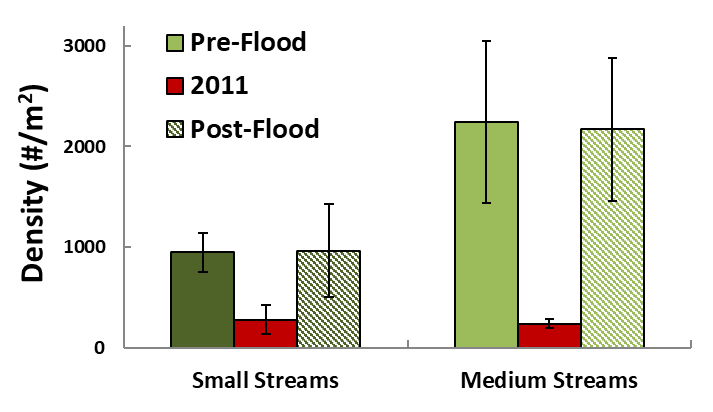 Density (#/m²)
3000
2000
1000
0
Pre-Flood
2011
Post-Flood
Small Streams
Medium Streams